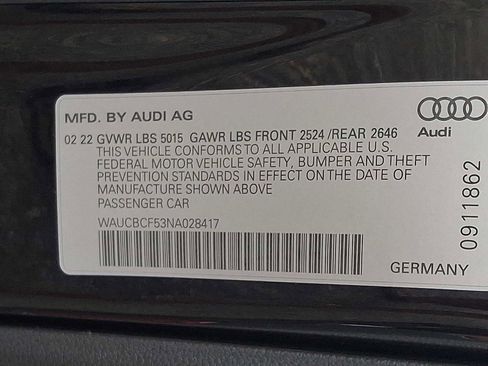 MFD. BY AUDI AG
02 22 GVWR LBS 5015 GAWR LBS FRONT 2524 /REAR 2646
THIS VEHICLE CONFORMS TO ALL APPLICABLE U.S.
FEDERAL MOTOR VEHICLE SAFETY, BUMPER AND THEFT
PREVENTION STANDARDS IN EFFECT ON THE DATE OF
MANUFACTURE SHOWN ABOVE
PASSENGER CAR
WAUCBCF53NA028417
Audi
0911862
GERMANY